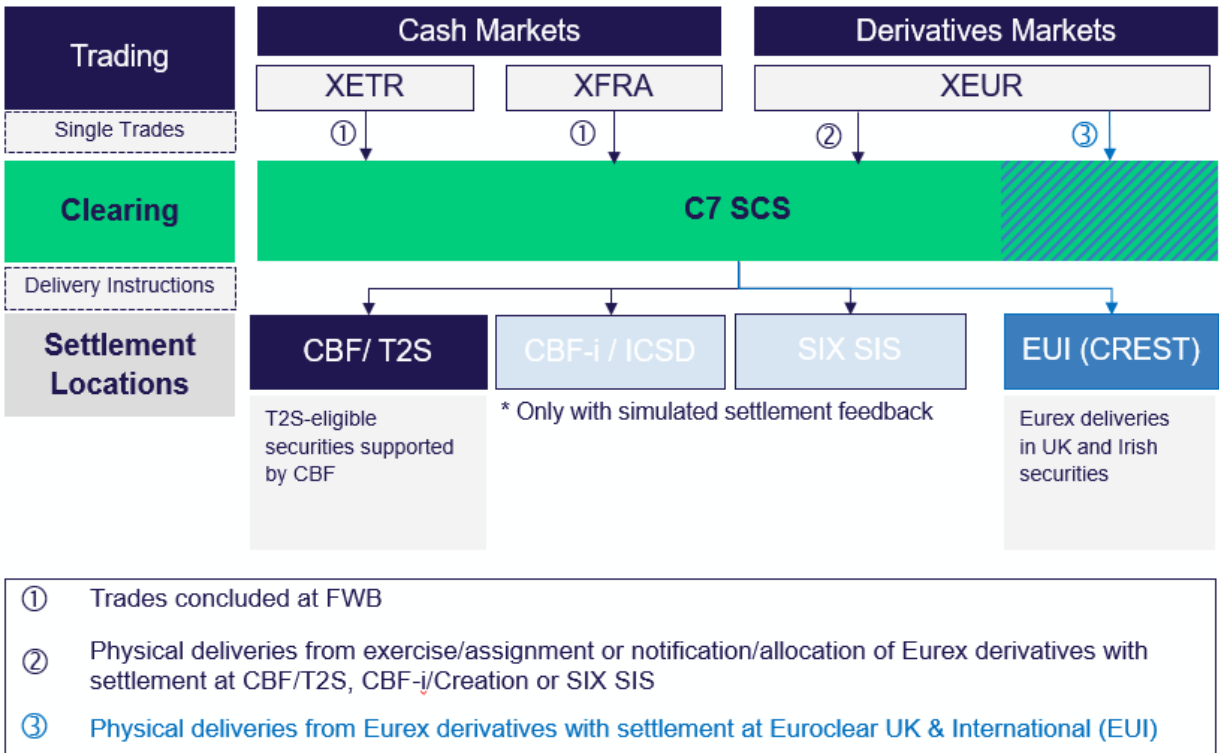 Trading
Cash Markets
Derivatives Markets
XETR
XFRA
XEUR
Single Trades
①
①
②
③
Clearing
C7 SCS
Delivery Instructions
Settlement
Locations
CBF/ T2S
CBF-i / ICSD
SIX SIS
EUI (CREST)
T2S-eligible
securities supported
by CBF
* Only with simulated settlement feedback
Eurex deliveries
in UK and Irish
securities
① Trades concluded at FWB
② Physical deliveries from exercise/assignment or notification/allocation of Eurex derivatives with
settlement at CBF/T2S, CBF-i/Creation or SIX SIS
③ Physical deliveries from Eurex derivatives with settlement at Euroclear UK & International (EUI)